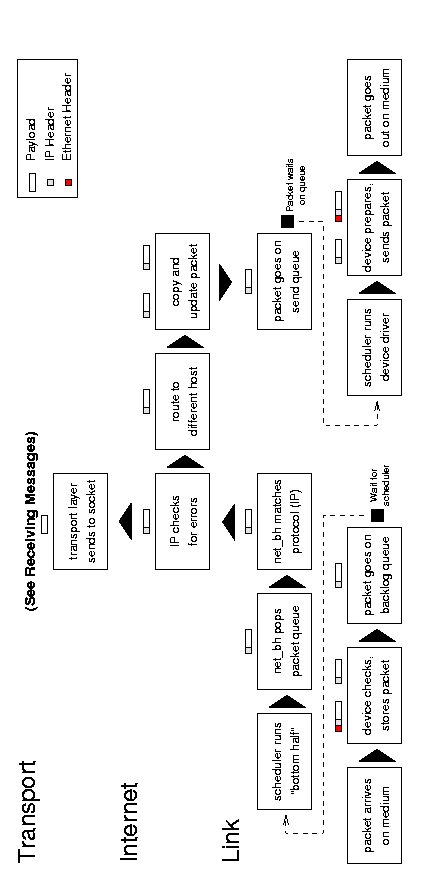 (See Receiving Messages)
Payload
IP Header
Ethernet Header
Transport
transport layer
sends to socket
Internet
IP checks
for errors
route to
different host
copy and
update packet
Link
scheduler runs
"bottom half"
net_bh pops
packet queue
net_bh matches
protocol (IP)
packet goes on
send queue
Packet waits
on queue
packet arrives
on medium
device checks,
stores packet
packet goes on
backlog queue
Wait for
scheduler
scheduler runs
device driver
device prepares,
sends packet
packet goes
out on medium